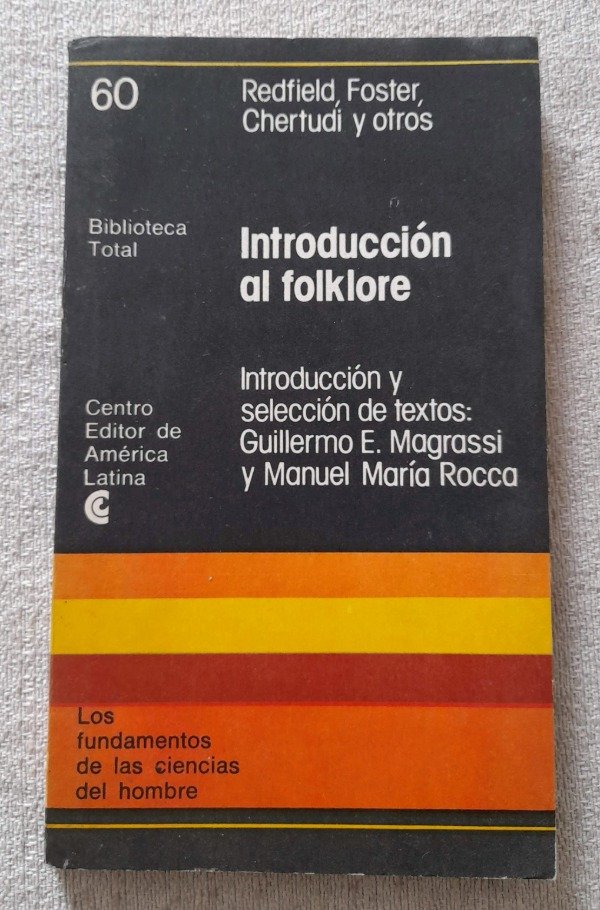 60
Redfield, Foster,
Chertudi y otros
Biblioteca
Total
Introducción
al folklore
Introducción y
selección de textos:
Guillermo E. Magrassi
y Manuel María Rocca
Centro
Editor de
América
Latina
Los
fundamentos
de las ciencias
del hombre